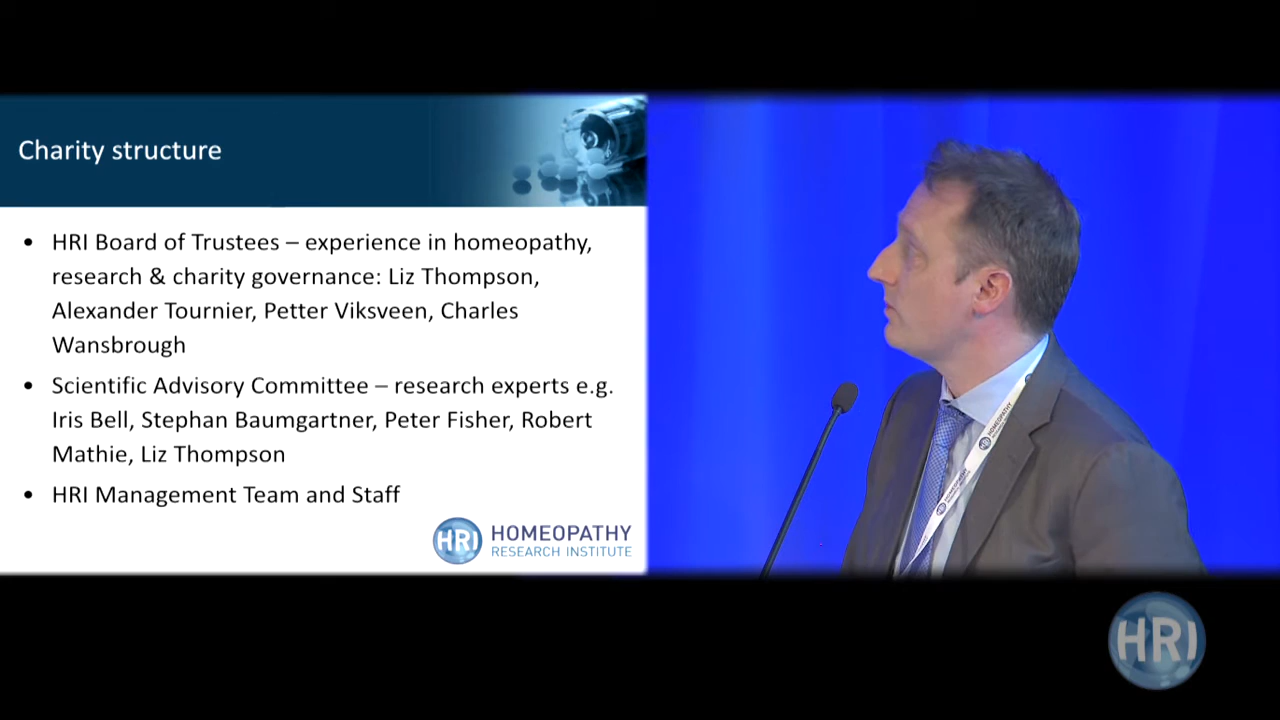 Charity structure
• HRI Board of Trustees – experience in homeopathy,
research & charity governance: Liz Thompson,
Alexander Tournier, Petter Viksveen, Charles
Wansbrough
• Scientific Advisory Committee – research experts e.g.
Iris Bell, Stephan Baumgartner, Peter Fisher, Robert
Mathie, Liz Thompson
• HRI Management Team and Staff
HRI HOMEOPATHY
RESEARCH INSTITUTE
HRI